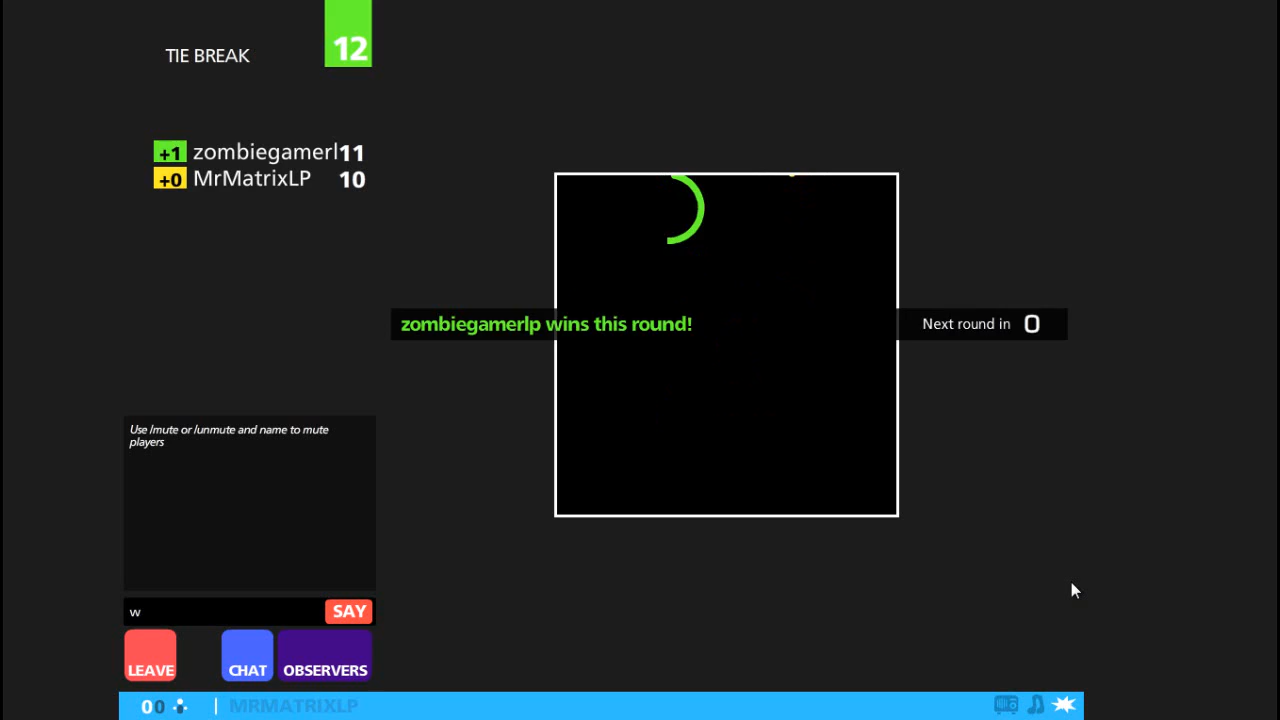 TIE BREAK
12
+1 zombiegamerl 11
+0 MrMatrixLP 10
zombiegamerlp wins this round!
Next round in 0
Use /mute or /unmute and name to mute
players
w
SAY
LEAVE
CHAT
OBSERVERS
00
MRMATRIXLP